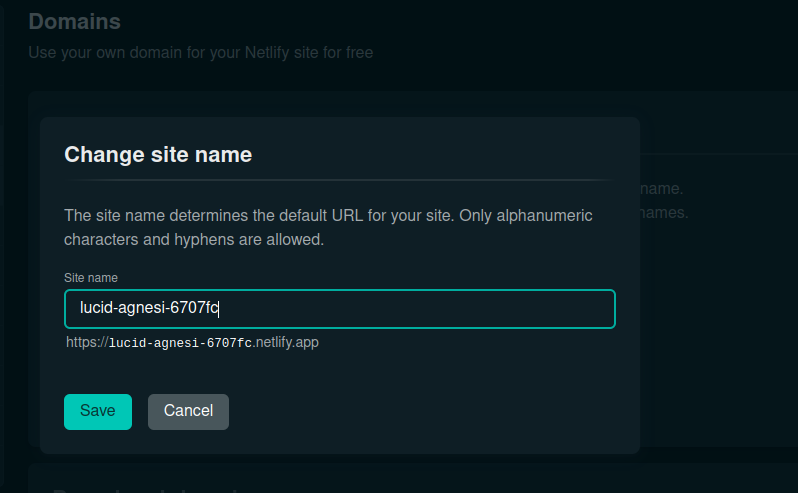 Domains
Use your own domain for your Netlify site for free
Change site name
name.
The site name determines the default URL for your site. Only alphanumeric
names.
characters and hyphens are allowed.
Site name
lucid-agnesi-6707fc
https://lucid-agnesi-6707fc.netlify.app
Save Cancel